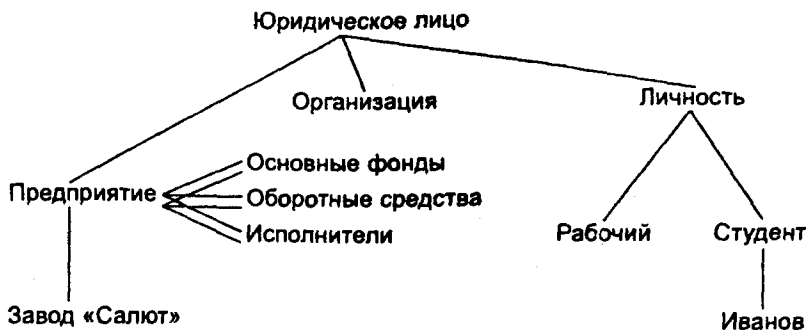 Юридическое лицо
Организация
Личность
Основные фонды
Предприятие
Оборотные средства
Исполнители
Рабочий
Студент
Завод «Салют»
Иванов